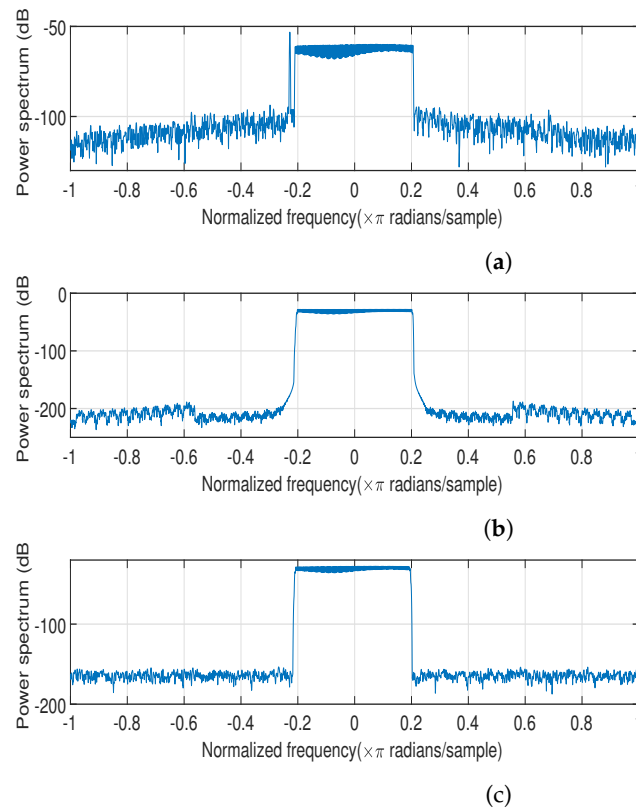 -50
-100
Power spectrum (dB
-1 -0.8 -0.6 -0.4 -0.2 0 0.2 0.4 0.6 0.8
Normalized frequency(×π radians/sample)
(a)
0
-100
-200
Power spectrum (dB
-1 -0.8 -0.6 -0.4 -0.2 0 0.2 0.4 0.6 0.8
Normalized frequency(×π radians/sample)
(b)
-100
-200
Power spectrum (dB
-1 -0.8 -0.6 -0.4 -0.2 0 0.2 0.4 0.6 0.8
Normalized frequency(×π radians/sample)
(c)